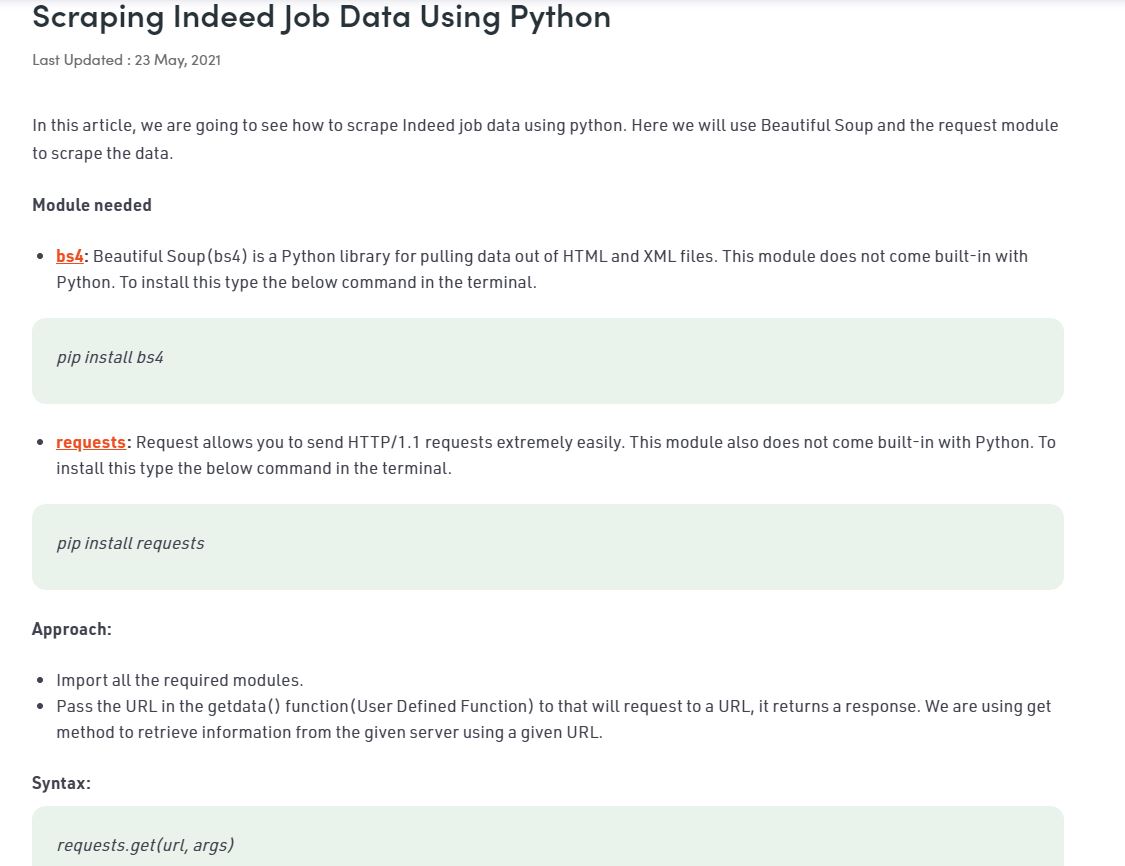 Scraping Indeed Job Data Using Python
Last Updated : 23 May, 2021
In this article, we are going to see how to scrape Indeed job data using python. Here we will use Beautiful Soup and the request module
to scrape the data.
Module needed
bs4: Beautiful Soup(bs4) is a Python library for pulling data out of HTML and XML files. This module does not come built-in with
Python. To install this type the below command in the terminal.
pip install bs4
requests: Request allows you to send HTTP/1.1 requests extremely easily. This module also does not come built-in with Python. To
install this type the below command in the terminal.
pip install requests
Approach:
Import all the required modules.
Pass the URL in the getdata() function(User Defined Function) to that will request to a URL, it returns a response. We are using get
method to retrieve information from the given server using a given URL.
Syntax:
requests.get(url, args)